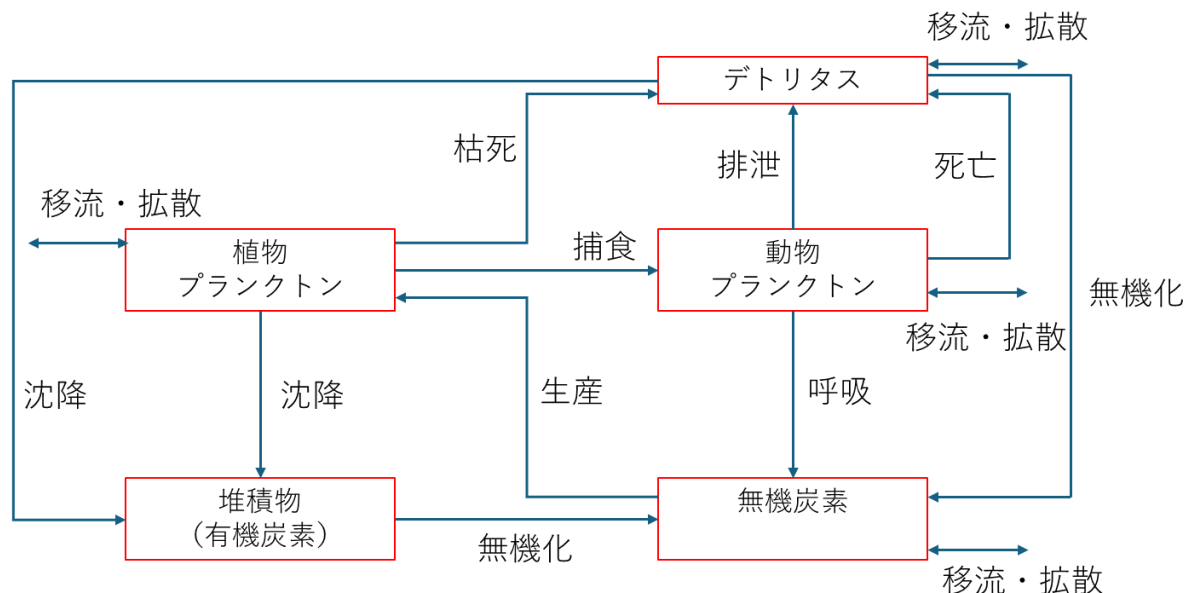 移流・拡散
デトリタス
枯死
排泄
死亡
移流・拡散
植物
プランクトン
捕食
動物
プランクトン
無機化
移流・拡散
沈降
沈降
生産
呼吸
堆積物
（有機炭素）
無機炭素
無機化
移流・拡散